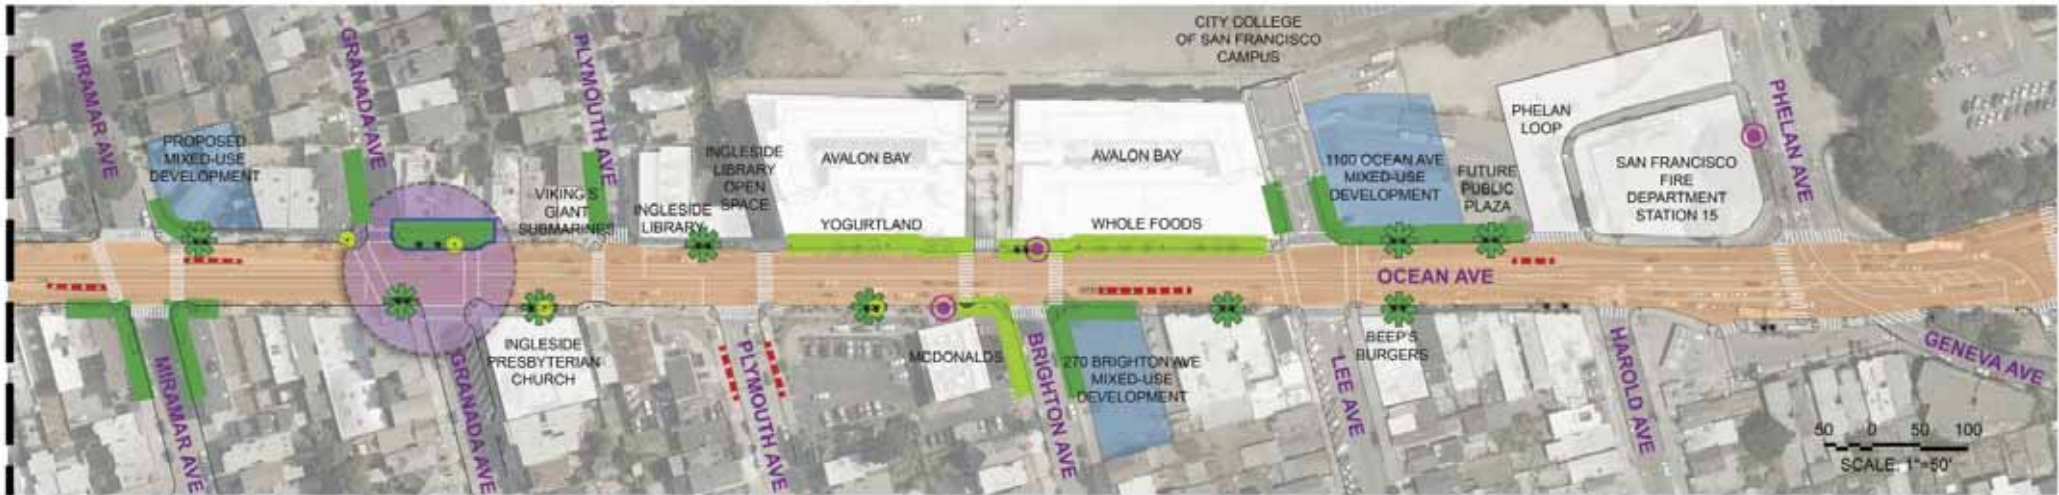 CITY COLLEGE
OF SAN FRANCISCO
CAMPUS
MIRAMAR AVE
GRANADA AVE
PLYMOUTH AVE
PHELAN AVE
PROPOSED
MIXED-USE
DEVELOPMENT
VIKING'S
GIANT
SUBMARINES
INGLESIDE
LIBRARY
INGLESIDE
LIBRARY
OPEN
SPACE
AVALON BAY
YOGURTLAND
AVALON BAY
WHOLE FOODS
1100 OCEAN AVE
MIXED-USE
DEVELOPMENT
FUTURE
PUBLIC
PLAZA
PHELAN
LOOP
SAN FRANCISCO
FIRE
DEPARTMENT
STATION 15
OCEAN AVE
MIRAMAR AVE
GRANADA AVE
INGLESIDE
PRESBYTERIAN
CHURCH
PLYMOUTH AVE
MCDONALDS
BRIGHTON AVE
270 BRIGHTON AVE
MIXED-USE
DEVELOPMENT
LEE AVE
BEEP'S
BURGERS
HAROLD AVE
GENEVA AVE
50 0 50 100
SCALE: 1"=50'